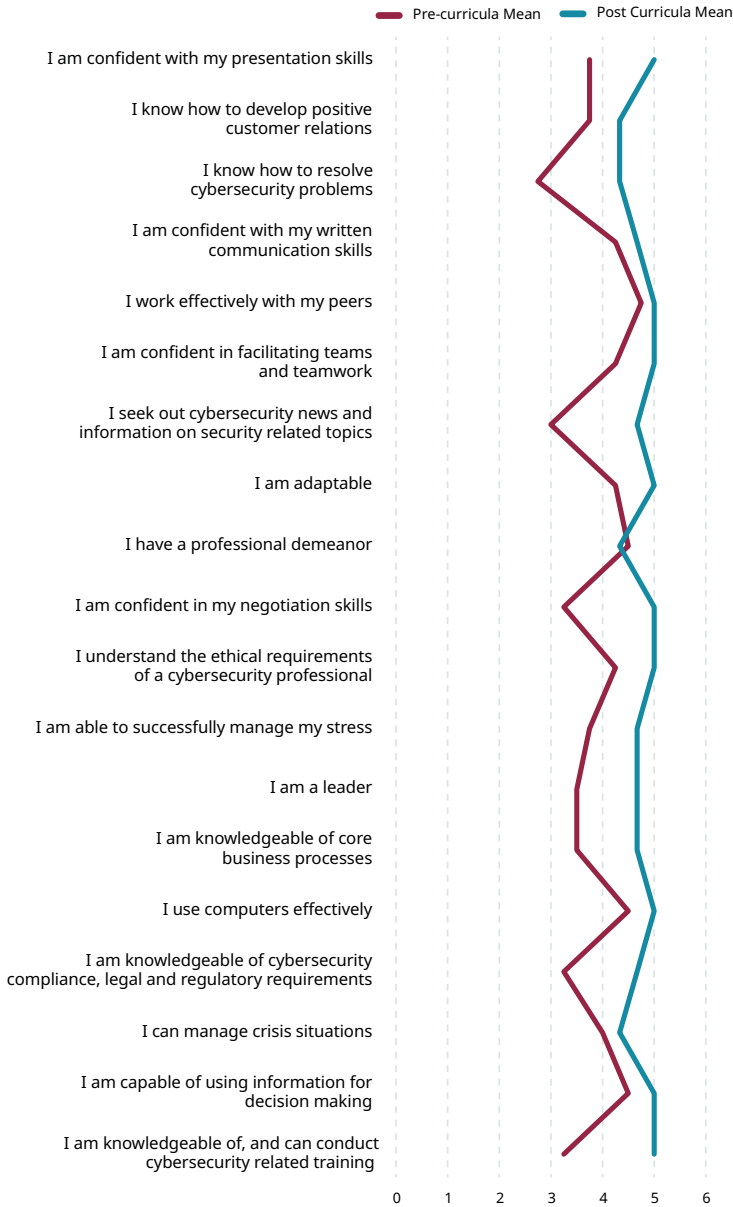 Pre-curricula Mean
Post Curricula Mean
I am confident with my presentation skills
I know how to develop positive
customer relations
I know how to resolve
cybersecurity problems
I am confident with my written
communication skills
I work effectively with my peers
I am confident in facilitating teams
and teamwork
I seek out cybersecurity news and
information on security related topics
I am adaptable
I have a professional demeanor
I am confident in my negotiation skills
I understand the ethical requirements
of a cybersecurity professional
I am able to successfully manage my stress
I am a leader
I am knowledgeable of core
business processes
I use computers effectively
I am knowledgeable of cybersecurity
compliance, legal and regulatory requirements
I can manage crisis situations
I am capable of using information for
decision making
I am knowledgeable of, and can conduct
cybersecurity related training
0 1 2 3 4 5 6